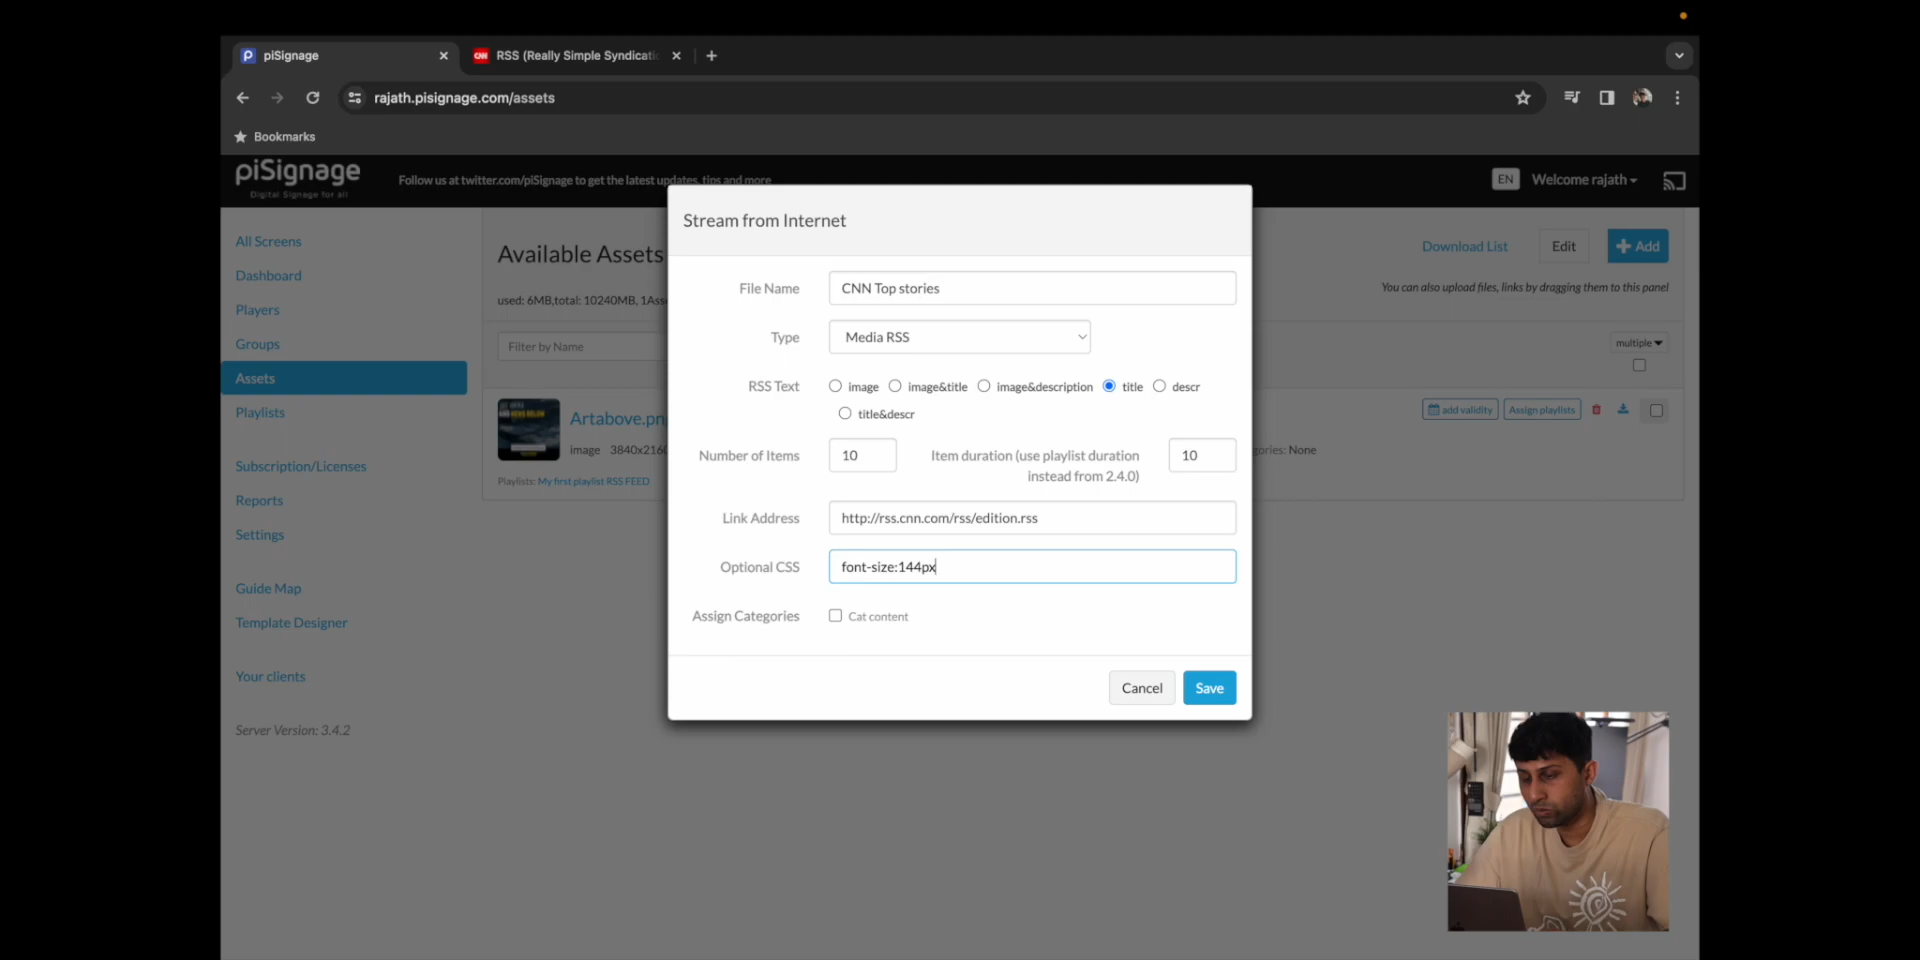 piSignage
RSS (Really Simple Syndicati
rajath.pisignage.com/assets
Bookmarks
piSignage
Digital Signage for all
Follow us at twitter.com/piSignage to get the latest updates, tips and more
EN
Welcome rajath
All Screens
Dashboard
Players
Groups
Assets
Playlists
Subscription/Licenses
Reports
Settings
Guide Map
Template Designer
Your clients
Server Version: 3.4.2
Available Assets
Download List
Edit
Add
used: 6MB,total: 10240MB, 1Asse
You can also upload files, links by dragging them to this panel
Filter by Name
multiple
Artabove.pn
add validity
Assign playlists
image 3840x216
ories: None
Playlists: My first playlist RSS FEED
Stream from Internet
File Name
CNN Top stories
Type
Media RSS
RSS Text
image
image&title
image&description
title
descr
title&descr
Number of Items
10
Item duration (use playlist duration
instead from 2.4.0)
10
Link Address
http://rss.cnn.com/rss/edition.rss
Optional CSS
font-size:144px
Assign Categories
Cat content
Cancel
Save